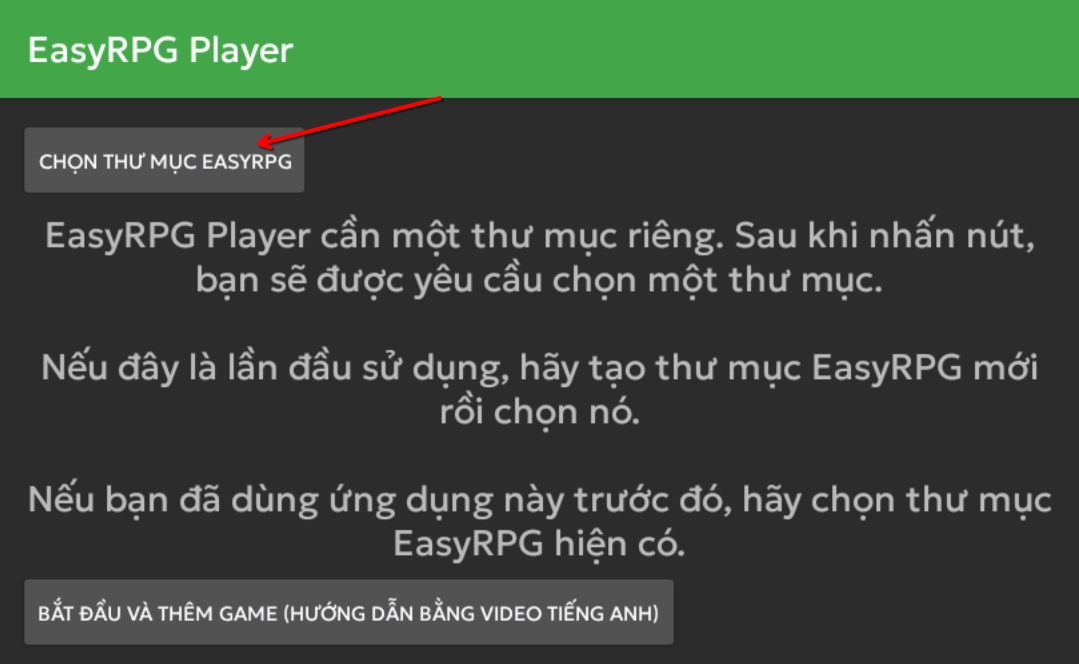 EasyRPG Player
CHỌN THƯ MỤC EASYRPG
EasyRPG Player cần một thư mục riêng. Sau khi nhấn nút,
bạn sẽ được yêu cầu chọn một thư mục.
Nếu đây là lần đầu sử dụng, hãy tạo thư mục EasyRPG mới
rồi chọn nó.
Nếu bạn đã dùng ứng dụng này trước đó, hãy chọn thư mục
EasyRPG hiện có.
BẮT ĐẦU VÀ THÊM GAME (HƯỚNG DẪN BẰNG VIDEO TIẾNG ANH)